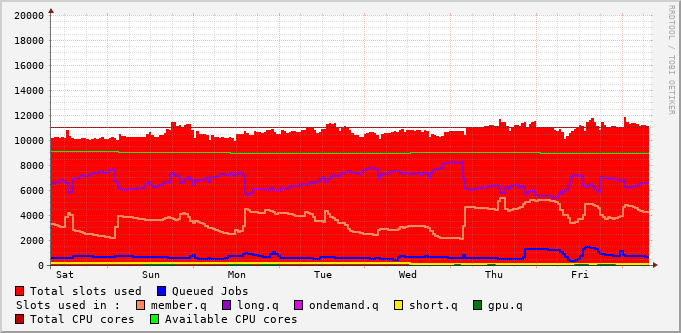 20000
18000
16000
14000
12000
10000
8000
6000
4000
2000
0
Sat Sun Mon Tue Wed Thu Fri
RRDTOOL / TOBI OETIKER
Total slots used Queued Jobs
Slots used in : member.q long.q ondemand.q short.q gpu.q
Total CPU cores Available CPU cores